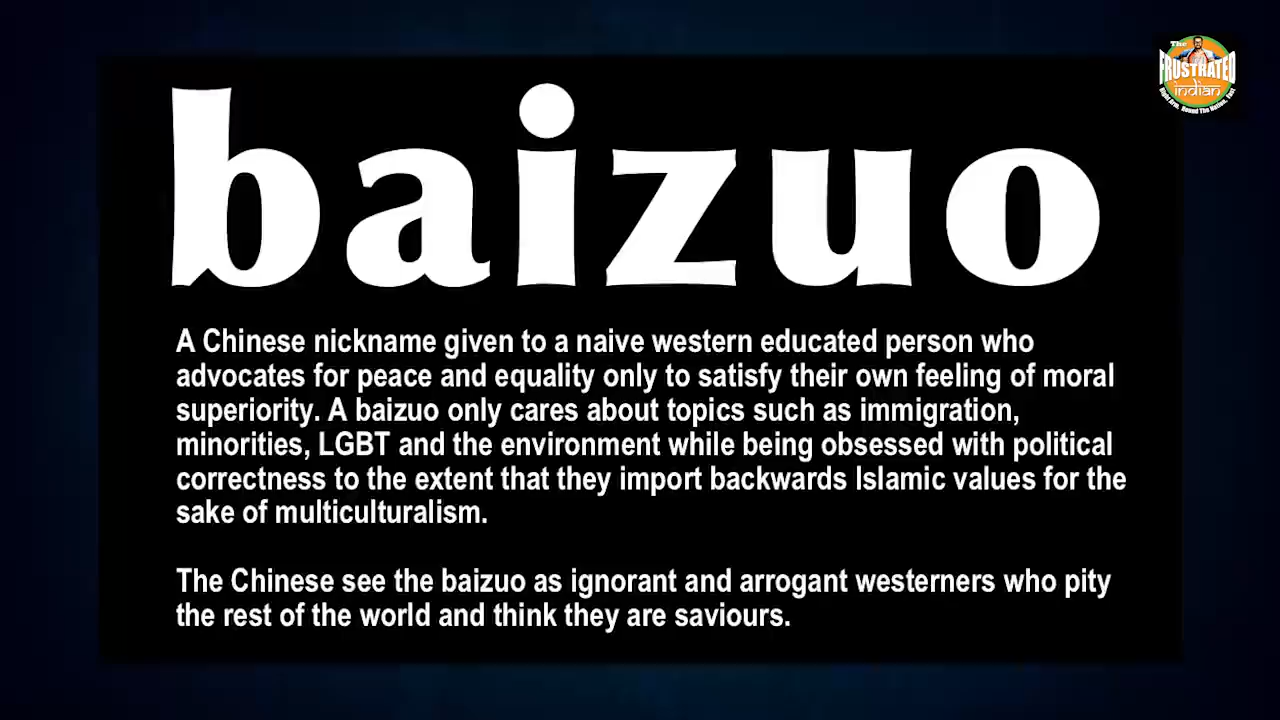 The
FRUSTRATED
indian
baizuo
A Chinese nickname given to a naive western educated person who
advocates for peace and equality only to satisfy their own feeling of moral
superiority. A baizuo only cares about topics such as immigration,
minorities, LGBT and the environment while being obsessed with political
correctness to the extent that they import backwards Islamic values for the
sake of multiculturalism.
The Chinese see the baizuo as ignorant and arrogant westerners who pity
the rest of the world and think they are saviours.